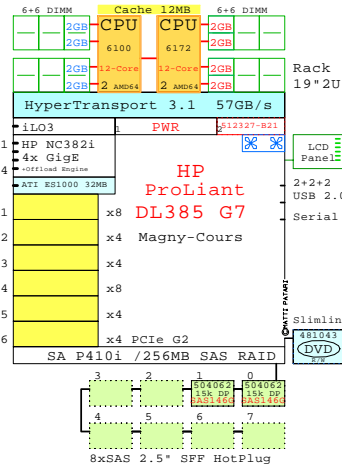 6+6 DIMM Cache 12MB 6+6 DIMM
2GB CPU CPU 2GB
2GB 6100 6172 2GB
2GB 12-Core 12-Core 2GB
2GB 2 AMD64 2 AMD64 2GB
Rack
19"2U
HyperTransport 3.1 57GB/s
iLO3 1 PWR 2 512327-B21
1 HP NC382i
4x GigE
4 +Offload Engine
ATI ES1000 32MB
LCD
Panel
HP
ProLiant
DL385 G7
Magny-Cours
2+2+2
USB 2.0
Serial
1 x8
2 x4
3 x4
4 x8
5 x4
6 x4 PCIe G2
©MATTI PATARI
Slimlin
481043
DVD
R/W
SA P410i /256MB SAS RAID
3 2 1 0
504062 504062
15k DP 15k DP
SAS146G SAS146G
4 5 6 7
8xSAS 2.5" SFF HotPlug